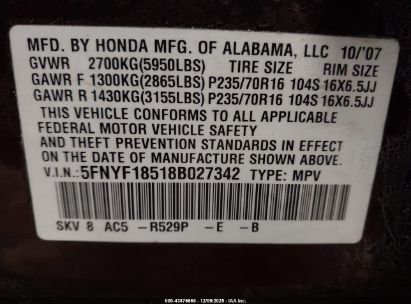 MFD. BY HONDA MFG. OF ALABAMA, LLC 10/'07
GVWR 2700KG(5950LBS) TIRE SIZE RIM SIZE
GAWR F 1300KG(2865LBS) P235/70R16 104S 16X6.5JJ
GAWR R 1430KG(3155LBS) P235/70R16 104S 16X6.5JJ
THIS VEHICLE CONFORMS TO ALL APPLICABLE
FEDERAL MOTOR VEHICLE SAFETY
AND THEFT PREVENTION STANDARDS IN EFFECT ON
THE DATE OF MANUFACTURE SHOWN ABOVE.
V.I.N.: 5FNYF18518B027342 TYPE: MPV
SKV 8 AC5 -R529P -E -B